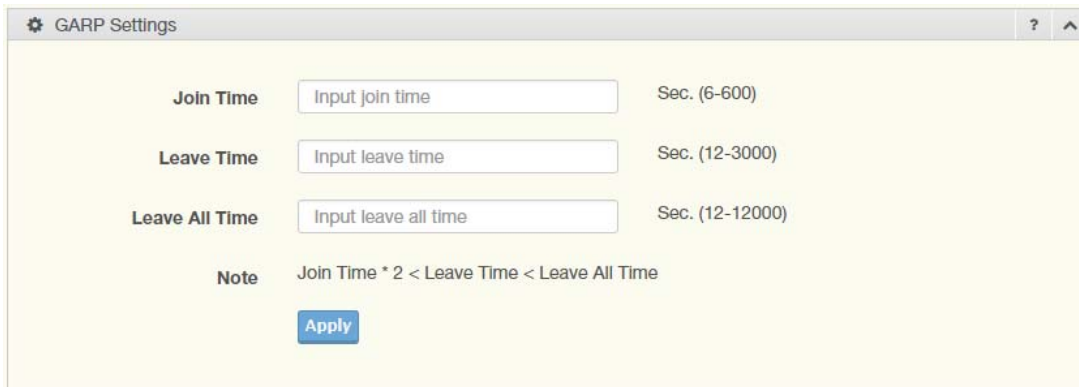 GARP Settings ?
Join Time Input join time Sec. (6-600)
Leave Time Input leave time Sec. (12-3000)
Leave All Time Input leave all time Sec. (12-12000)
Note Join Time * 2 < Leave Time < Leave All Time
Apply